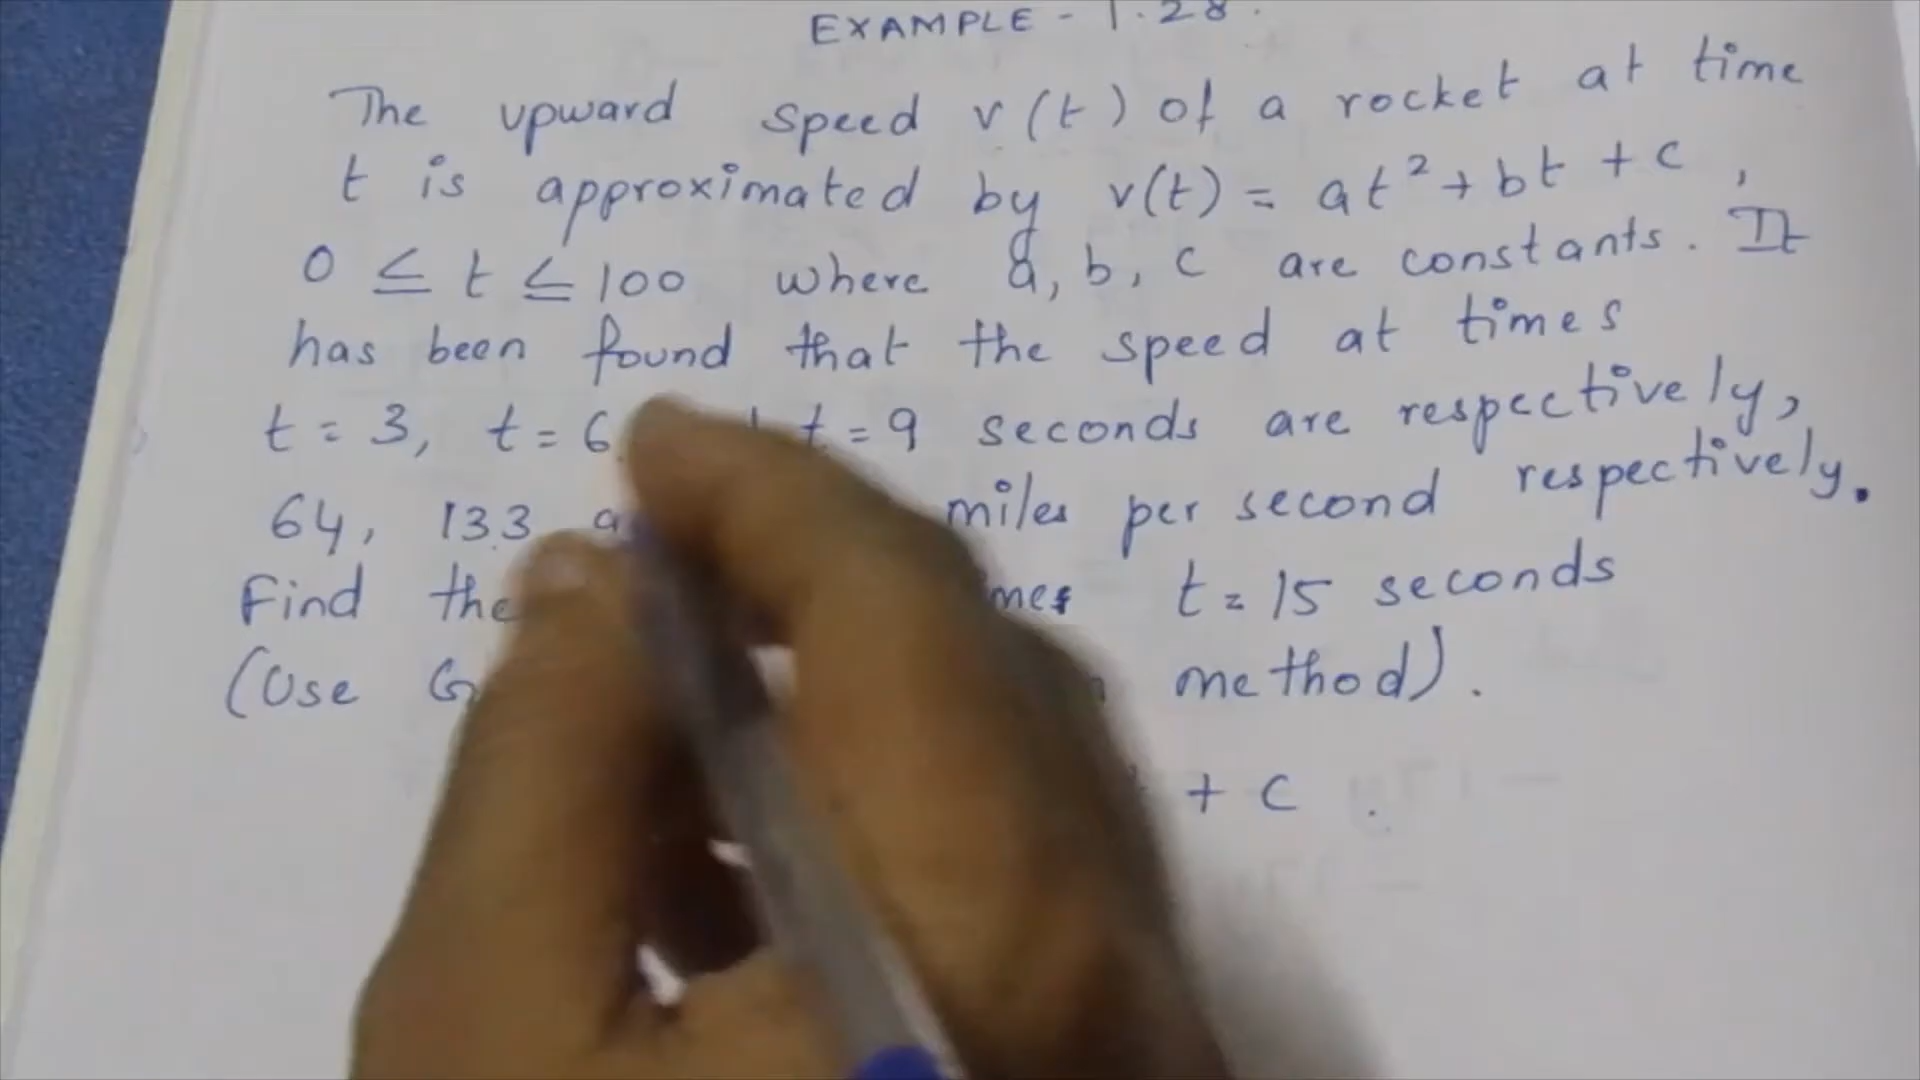 EXAMPLE - 1.28.
The upward speed v(t) of a rocket at time
t is approximated by v(t) = at² + bt + c,
0 ≤ t ≤ 100 where a, b, c are constants. It
has been found that the speed at times
t = 3, t = 6 t = 9 seconds are respectively,
64, 133 miles per second respectively.
Find the t = 15 seconds
(Use method).
+ c .